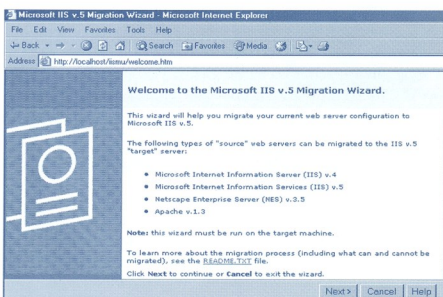 Microsoft IIS v.5 Migration Wizard - Microsoft Internet Explorer
File Edit View Favorites Tools Help
Back Search Favorites Media
Address http://localhost/iismu/welcome.htm
Welcome to the Microsoft IIS v.5 Migration Wizard.
This wizard will help you migrate your current web server configuration to
Microsoft IIS v.5.
The following types of "source" web servers can be migrated to the IIS v.5
"target" server:
• Microsoft Internet Information Server (IIS) v.4
• Microsoft Internet Information Services (IIS) v.5
• Netscape Enterprise Server (NES) v.3.5
• Apache v.1.3
Note: this wizard must be run on the target machine.
To learn more about the migration process (including what can and cannot be
migrated), see the README.TXT file.
Click Next to continue or Cancel to exit the wizard.
Next > Cancel Help